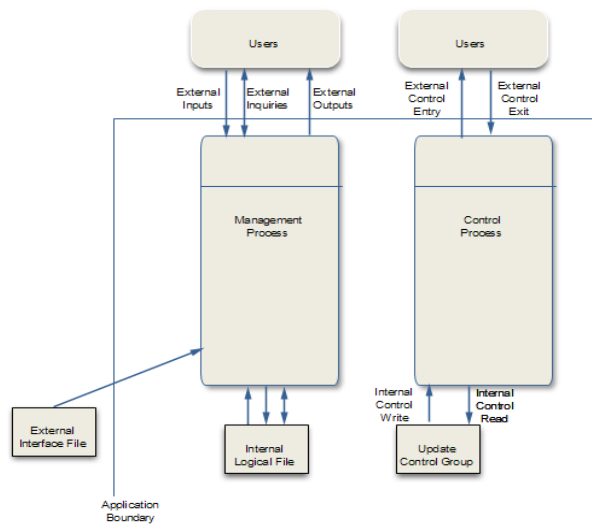 Users
Users
External
Inputs
External
Inquiries
External
Outputs
External
Control
Entry
External
Control
Exit
Management
Process
Control
Process
External
Interface File
Internal
Logical File
Internal
Control
Write
Internal
Control
Read
Update
Control Group
Application
Boundary